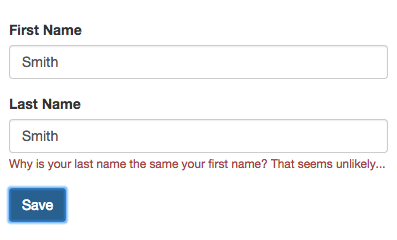 First Name
Smith
Last Name
Smith
Why is your last name the same your first name? That seems unlikely...
Save